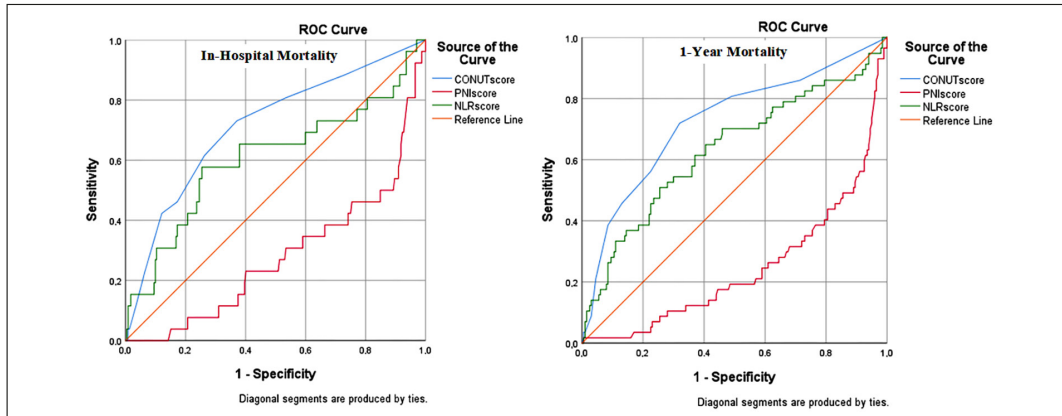 ROC Curve
In-Hospital Mortality
Source of the
Curve
CONUTscore
PNIscore
NLRscore
Reference Line
1.0
0.8
0.6
0.4
0.2
0.0
Sensitivity
0.0 0.2 0.4 0.6 0.8 1.0
1 - Specificity
Diagonal segments are produced by ties.
ROC Curve
1-Year Mortality
Source of the
Curve
CONUTscore
PNIscore
NLRscore
Reference Line
1.0
0.8
0.6
0.4
0.2
0.0
Sensitivity
0.0 0.2 0.4 0.6 0.8 1.0
1 - Specificity
Diagonal segments are produced by ties.